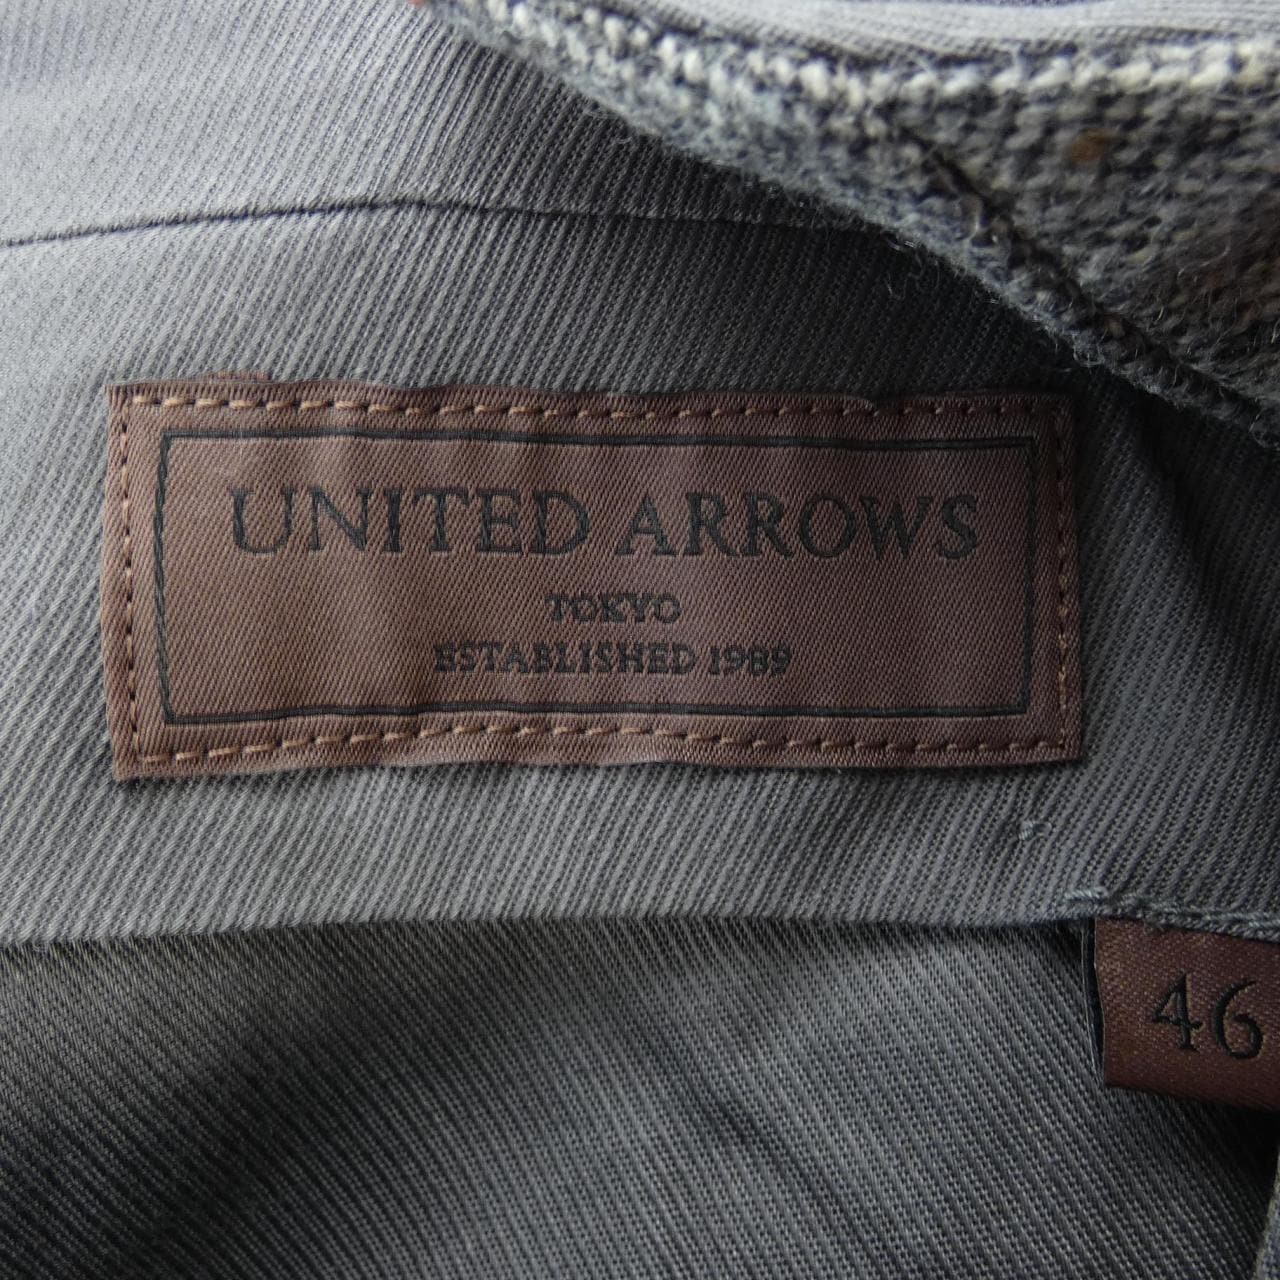 UNITED ARROWS
TOKYO
ESTABLISHED 1989
46